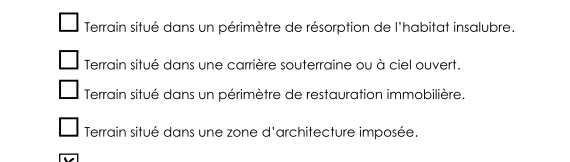 Terrain situé dans un périmètre de résorption de l’habitat insalubre.
Terrain situé dans une carrière souterraine ou à ciel ouvert.
Terrain situé dans un périmètre de restauration immobilière.
Terrain situé dans une zone d’architecture imposée.